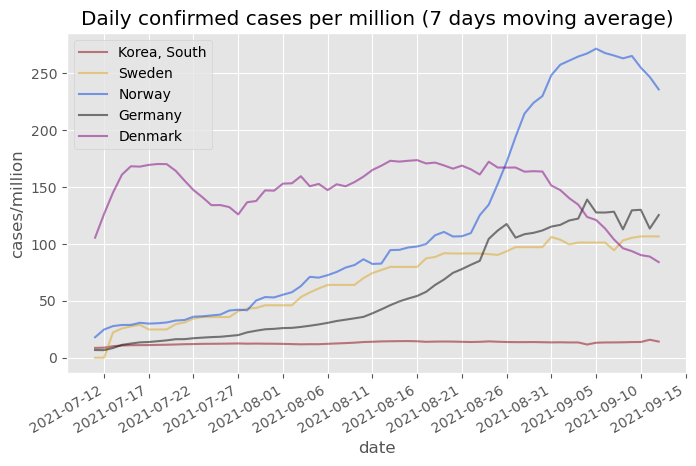 Daily confirmed cases per million (7 days moving average)
Korea, South
Sweden
Norway
Germany
Denmark
cases/million
250
200
150
100
50
0
2021-07-12
2021-07-17
2021-07-22
2021-07-27
2021-08-01
2021-08-06
2021-08-11
2021-08-16
2021-08-21
2021-08-26
2021-08-31
2021-09-05
2021-09-10
2021-09-15
date